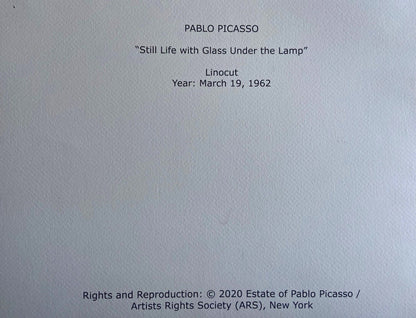 PABLO PICASSO
“Still Life with Glass Under the Lamp”
Linocut
Year: March 19, 1962
Rights and Reproduction: © 2020 Estate of Pablo Picasso /
Artists Rights Society (ARS), New York